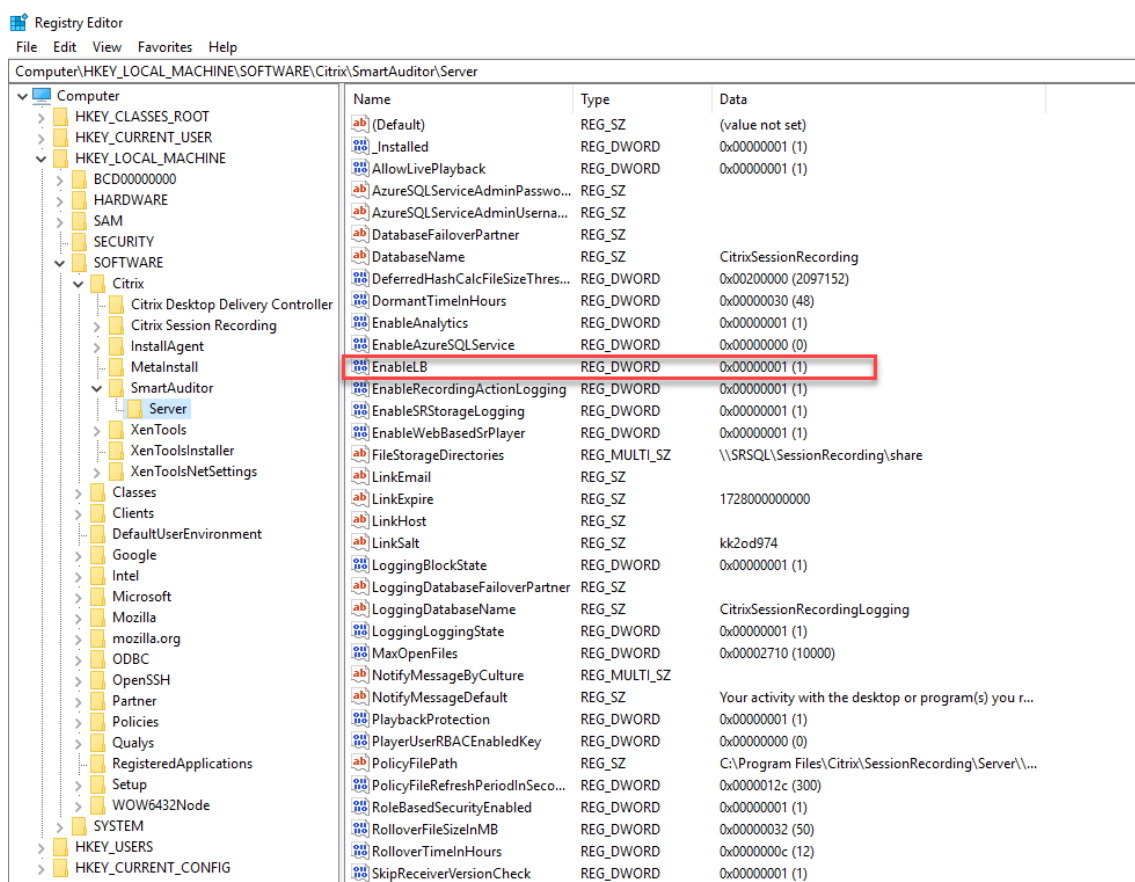 Registry Editor
File Edit View Favorites Help
Computer\HKEY_LOCAL_MACHINE\SOFTWARE\Citrix\SmartAuditor\Server
Computer
HKEY_CLASSES_ROOT
HKEY_CURRENT_USER
HKEY_LOCAL_MACHINE
BCD00000000
HARDWARE
SAM
SECURITY
SOFTWARE
Citrix
Citrix Desktop Delivery Controller
Citrix Session Recording
InstallAgent
MetaInstall
SmartAuditor
Server
XenTools
XenToolsInstaller
XenToolsNetSettings
Classes
Clients
DefaultUserEnvironment
Google
Intel
Microsoft
Mozilla
mozilla.org
ODBC
OpenSSH
Partner
Policies
Qualys
RegisteredApplications
Setup
WOW6432Node
SYSTEM
HKEY_USERS
HKEY_CURRENT_CONFIG
Name Type Data
(Default) REG_SZ (value not set)
_Installed REG_DWORD 0x00000001 (1)
AllowLivePlayback REG_DWORD 0x00000001 (1)
AzureSQLServiceAdminPasswo... REG_SZ
AzureSQLServiceAdminUserna... REG_SZ
DatabaseFailoverPartner REG_SZ
DatabaseName REG_SZ CitrixSessionRecording
DeferredHashCalcFileSizeThres... REG_DWORD 0x00200000 (2097152)
DormantTimeInHours REG_DWORD 0x00000030 (48)
EnableAnalytics REG_DWORD 0x00000001 (1)
EnableAzureSQLService REG_DWORD 0x00000000 (0)
EnableLB REG_DWORD 0x00000001 (1)
EnableRecordingActionLogging REG_DWORD 0x00000001 (1)
EnableSRStorageLogging REG_DWORD 0x00000001 (1)
EnableWebBasedSrPlayer REG_DWORD 0x00000001 (1)
FileStorageDirectories REG_MULTI_SZ \\SRSQL\SessionRecording\share
LinkEmail REG_SZ
LinkExpire REG_SZ 1728000000000
LinkHost REG_SZ
LinkSalt REG_SZ kk2od974
LoggingBlockState REG_DWORD 0x00000001 (1)
LoggingDatabaseFailoverPartner REG_SZ
LoggingDatabaseName REG_SZ CitrixSessionRecordingLogging
LoggingLoggingState REG_DWORD 0x00000001 (1)
MaxOpenFiles REG_DWORD 0x00002710 (10000)
NotifyMessageByCulture REG_MULTI_SZ
NotifyMessageDefault REG_SZ Your activity with the desktop or program(s) you r...
PlaybackProtection REG_DWORD 0x00000001 (1)
PlayerUserRBACEnabledKey REG_DWORD 0x00000000 (0)
PolicyFilePath REG_SZ C:\Program Files\Citrix\SessionRecording\Server\\...
PolicyFileRefreshPeriodInSeco... REG_DWORD 0x0000012c (300)
RoleBasedSecurityEnabled REG_DWORD 0x00000001 (1)
RolloverFileSizeInMB REG_DWORD 0x00000032 (50)
RolloverTimeInHours REG_DWORD 0x0000000c (12)
SkipReceiverVersionCheck REG_DWORD 0x00000001 (1)